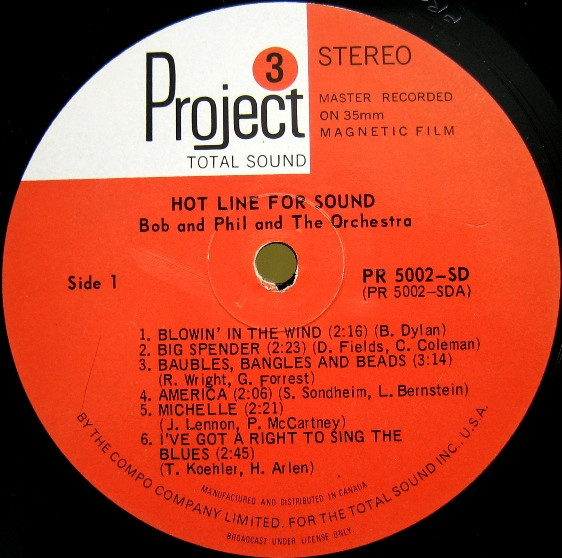 3
Project
TOTAL SOUND
STEREO
MASTER RECORDED
ON 35mm
MAGNETIC FILM
HOT LINE FOR SOUND
Bob and Phil and The Orchestra
Side 1
PR 5002-SD
(PR 5002-SDA)
1. BLOWIN' IN THE WIND (2:16) (B. Dylan)
2. BIG SPENDER (2:23) (D. Fields, C. Coleman)
3. BAUBLES, BANGLES AND BEADS (3:14)
(R. Wright, G. Forrest)
4. AMERICA (2:06) (S. Sondheim, L. Bernstein)
5. MICHELLE (2:21)
(J. Lennon, P. McCartney)
6. I'VE GOT A RIGHT TO SING THE
BLUES (2:45)
(T. Koehler, H. Arlen)
MANUFACTURED AND DISTRIBUTED IN CANADA
BY THE COMPO COMPANY LIMITED. FOR THE TOTAL SOUND INC., U.S.A.
BROADCAST UNDER LICENSE ONLY.